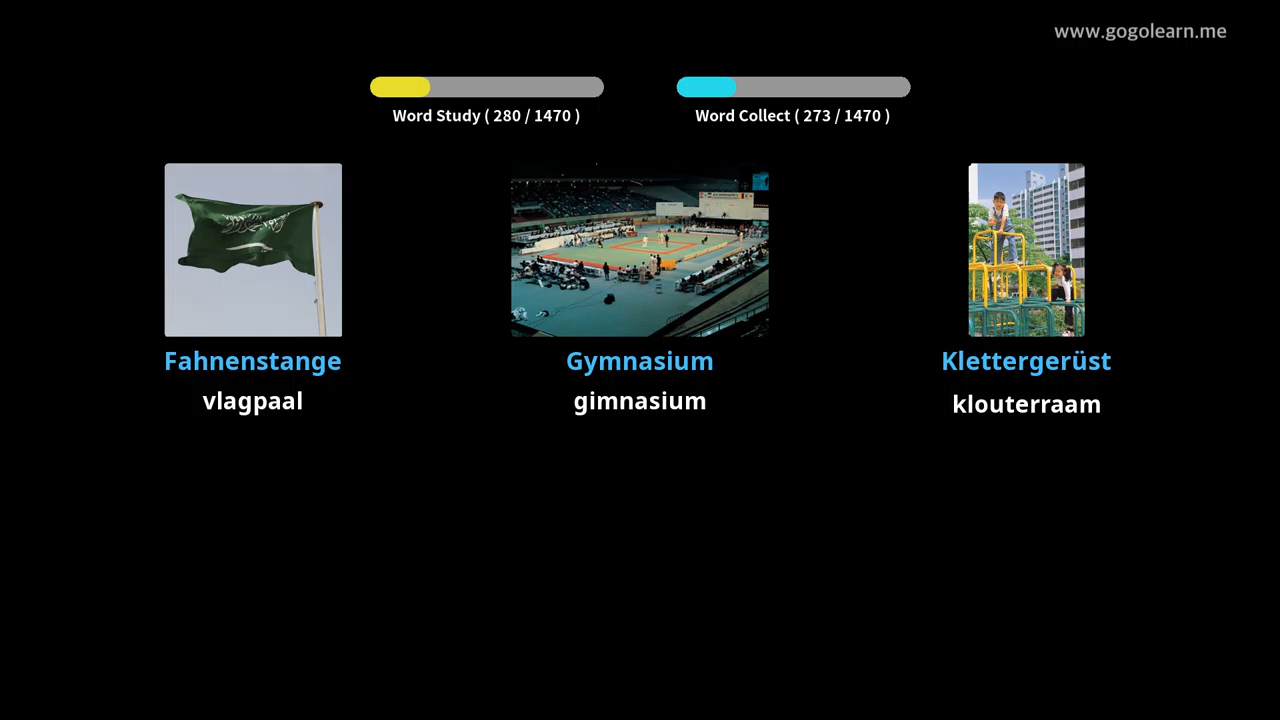 www.gogolearn.me
Word Study ( 280 / 1470 )
Word Collect ( 273 / 1470 )
Fahnenstange
Gymnasium
Klettergerüst
vlagpaal
gimnasium
klouterraam